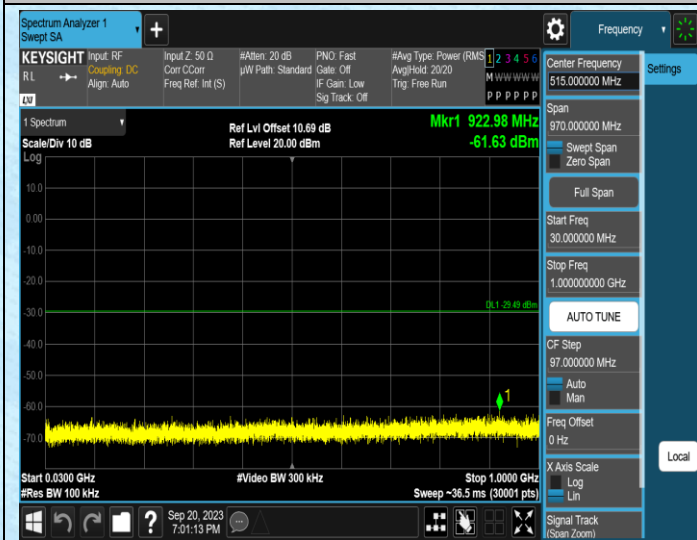 Spectrum Analyzer 1
Swept SA
Frequency
KEYSIGHT
RL
LXI
Input: RF
Coupling: DC
Align: Auto
Input Z: 50 Ω
Corr CCorr
Freq Ref: Int (S)
#Atten: 20 dB
µW Path: Standard
PNO: Fast
Gate: Off
IF Gain: Low
Sig Track: Off
#Avg Type: Power (RMS
Avg|Hold: 20/20
Trig: Free Run
1 2 3 4 5 6
M W W W W W
P P P P P P
1 Spectrum
Scale/Div 10 dB
Log
Ref Lvl Offset 10.69 dB
Ref Level 20.00 dBm
Mkr1 922.98 MHz
-61.63 dBm
10.0
0.00
-10.0
-20.0
-30.0
-40.0
-50.0
-60.0
-70.0
DL1 -29.49 dBm
1
Start 0.0300 GHz
#Res BW 100 kHz
#Video BW 300 kHz
Stop 1.0000 GHz
Sweep ~36.5 ms (30001 pts)
?
Sep 20, 2023
7:01:13 PM
Center Frequency
515.000000 MHz
Span
970.000000 MHz
Swept Span
Zero Span
Full Span
Start Freq
30.000000 MHz
Stop Freq
1.000000000 GHz
AUTO TUNE
CF Step
97.000000 MHz
Auto
Man
Freq Offset
0 Hz
X Axis Scale
Log
Lin
Signal Track
(Span Zoom)
Settings
Local